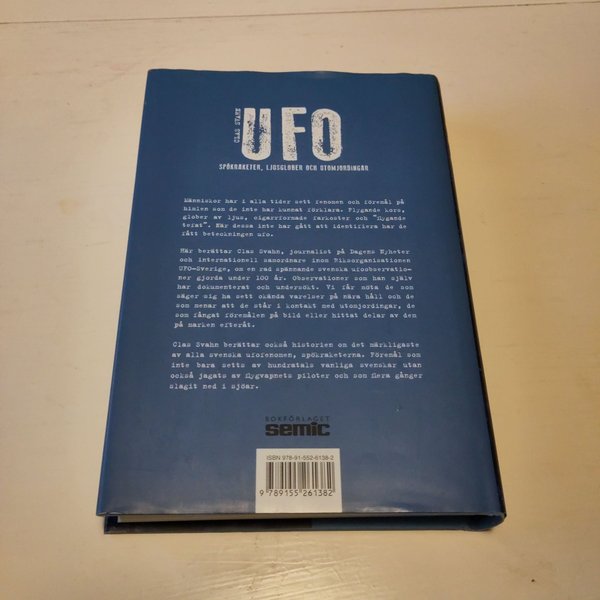 CLAS SVAHN
UFO
SPÖKRAKETER, LJUSGLOBER OCH UTOMJORDINGAR
Människor har i alla tider sett fenomen och föremål på
himlen som de inte har kunnat förklara. Flygande kors,
glober av ljus, cigarrformade farkoster och "flygande
tefat". När dessa inte har gått att identifiera har de
fått beteckningen ufo.
Här berättar Clas Svahn, journalist på Dagens Nyheter
och internationell samordnare inom Riksorganisationen
UFO-Sverige, om en rad spännande svenska ufoobservatio-
ner gjorda under 100 år. Observationer som han själv
har dokumenterat och undersökt. Vi får möta de som
säger sig ha sett okända varelser på nära håll och de
som menar att de står i kontakt med utomjordingar, de
som fångat föremålen på bild eller hittat delar av dem
på marken efteråt.
Clas Svahn berättar också historien om det märkligaste
av alla svenska ufofenomen, spökraketerna. Föremål som
inte bara setts av hundratals vanliga svenskar utan
också jagats av flygvapnets piloter och som flera gånger
slagit ned i sjöar.
BOKFÖRLAGET
semic
ISBN 978-91-552-6138-2
9 789155 261382